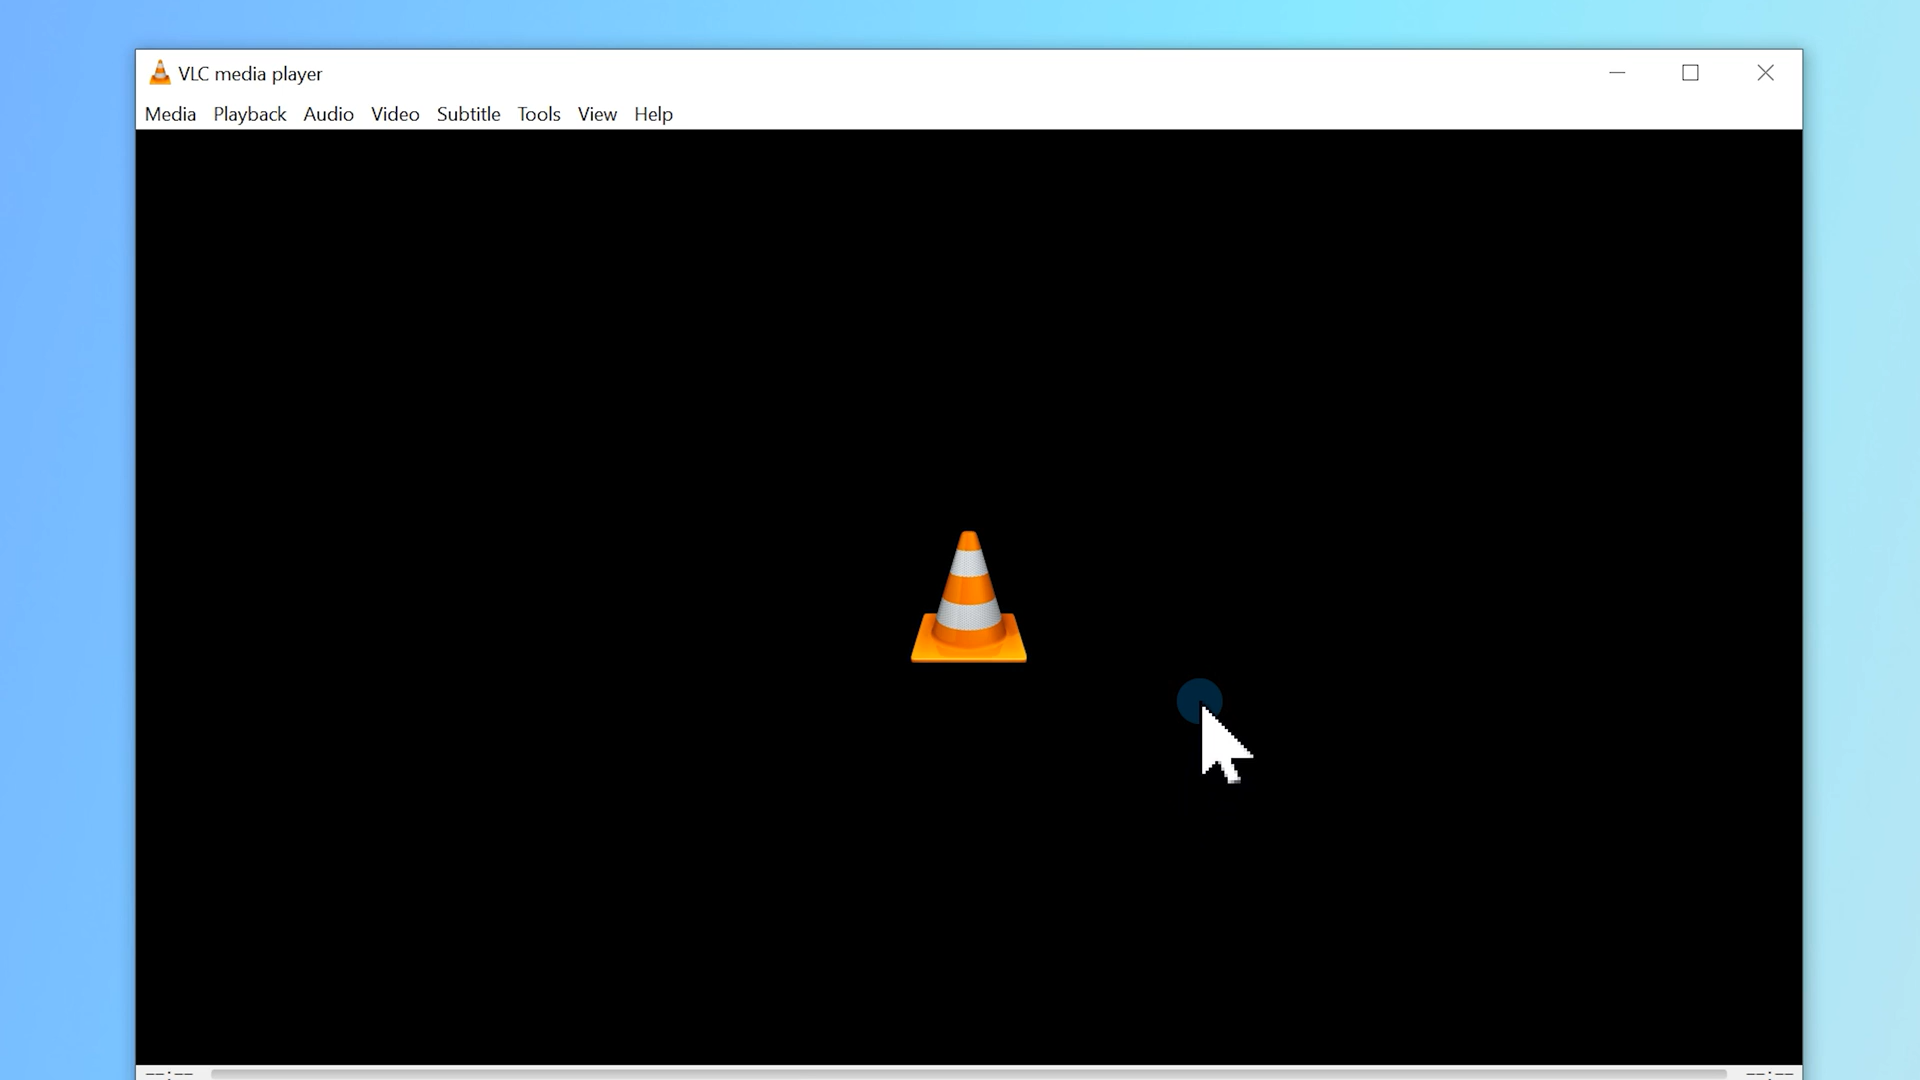 VLC media player
Media Playback Audio Video Subtitle Tools View Help
--:-- --:--